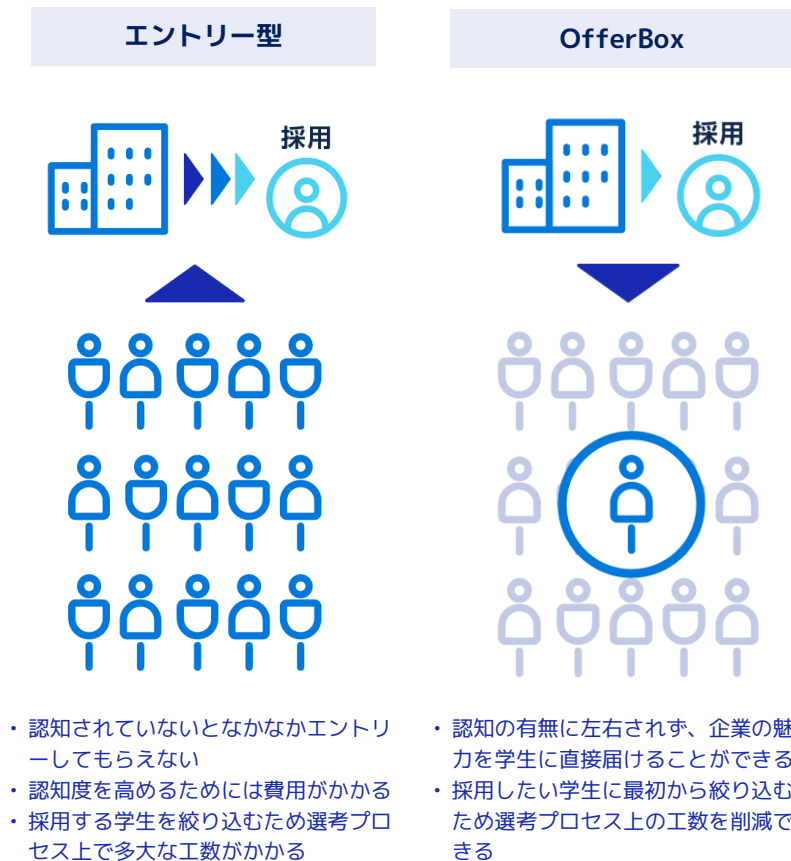 エントリー型
採用
・ 認知されていないとなかなかエントリ
ーしてもらえない
・ 認知度を高めるためには費用がかかる
・ 採用する学生を絞り込むため選考プロ
セス上で多大な工数がかかる
OfferBox
採用
・ 認知の有無に左右されず、企業の魅
力を学生に直接届けることができる
・ 採用したい学生に最初から絞り込む
ため選考プロセス上の工数を削減で
きる